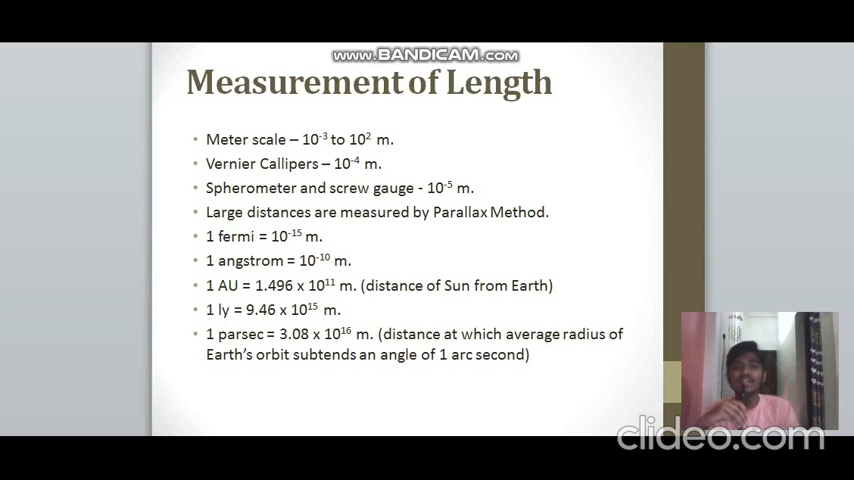 www.BANDICAM.com
Measurement of Length
• Meter scale – 10⁻³ to 10² m.
• Vernier Callipers – 10⁻⁴ m.
• Spherometer and screw gauge - 10⁻⁵ m.
• Large distances are measured by Parallax Method.
• 1 fermi = 10⁻¹⁵ m.
• 1 angstrom = 10⁻¹⁰ m.
• 1 AU = 1.496 x 10¹¹ m. (distance of Sun from Earth)
• 1 ly = 9.46 x 10¹⁵ m.
• 1 parsec = 3.08 x 10¹⁶ m. (distance at which average radius of
Earth's orbit subtends an angle of 1 arc second)
clideo.com